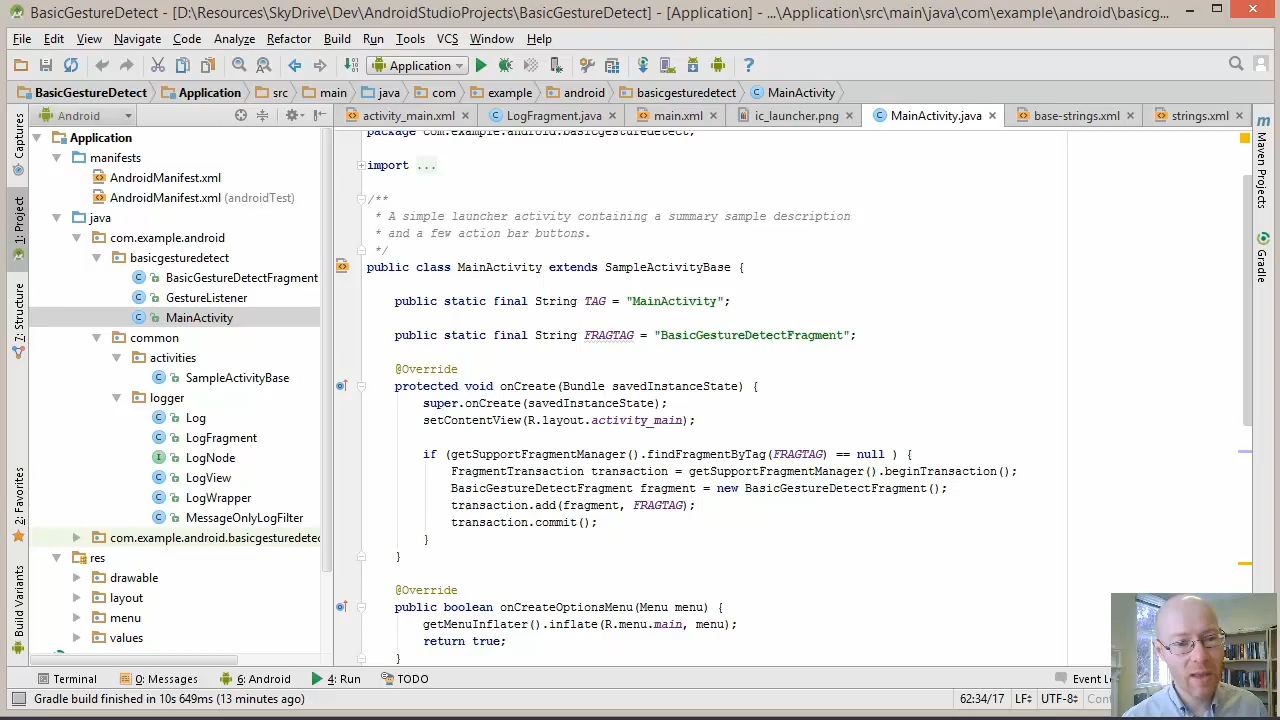 BasicGestureDetect - [D:\Resources\SkyDrive\Dev\AndroidStudioProjects\BasicGestureDetect] - [Application] - ...\Application\src\main\java\com\example\android\basicg...
File Edit View Navigate Code Analyze Refactor Build Run Tools VCS Window Help
Application
BasicGestureDetect Application src main java com example android basicgesturedetect MainActivity
Android
activity_main.xml LogFragment.java main.xml ic_launcher.png MainActivity.java base-strings.xml strings.xml
Captures
1: Project
7: Structure
2: Favorites
Build Variants
Application
manifests
AndroidManifest.xml
AndroidManifest.xml (androidTest)
java
com.example.android
basicgesturedetect
BasicGestureDetectFragment
GestureListener
MainActivity
common
activities
SampleActivityBase
logger
Log
LogFragment
LogNode
LogView
LogWrapper
MessageOnlyLogFilter
com.example.android.basicgesturedetec
res
drawable
layout
menu
values
package com.example.android.basicgesturedetect;
import ...
/**
* A simple launcher activity containing a summary sample description
* and a few action bar buttons.
*/
public class MainActivity extends SampleActivityBase {
public static final String TAG = "MainActivity";
public static final String FRAGTAG = "BasicGestureDetectFragment";
@Override
protected void onCreate(Bundle savedInstanceState) {
super.onCreate(savedInstanceState);
setContentView(R.layout.activity_main);
if (getSupportFragmentManager().findFragmentByTag(FRAGTAG) == null ) {
FragmentTransaction transaction = getSupportFragmentManager().beginTransaction();
BasicGestureDetectFragment fragment = new BasicGestureDetectFragment();
transaction.add(fragment, FRAGTAG);
transaction.commit();
}
}
@Override
public boolean onCreateOptionsMenu(Menu menu) {
getMenuInflater().inflate(R.menu.main, menu);
return true;
}
Maven Projects
Gradle
Terminal 0: Messages 6: Android 4: Run TODO Event Lo
Gradle build finished in 10s 649ms (13 minutes ago) 62:34/17 LF UTF-8 Cont